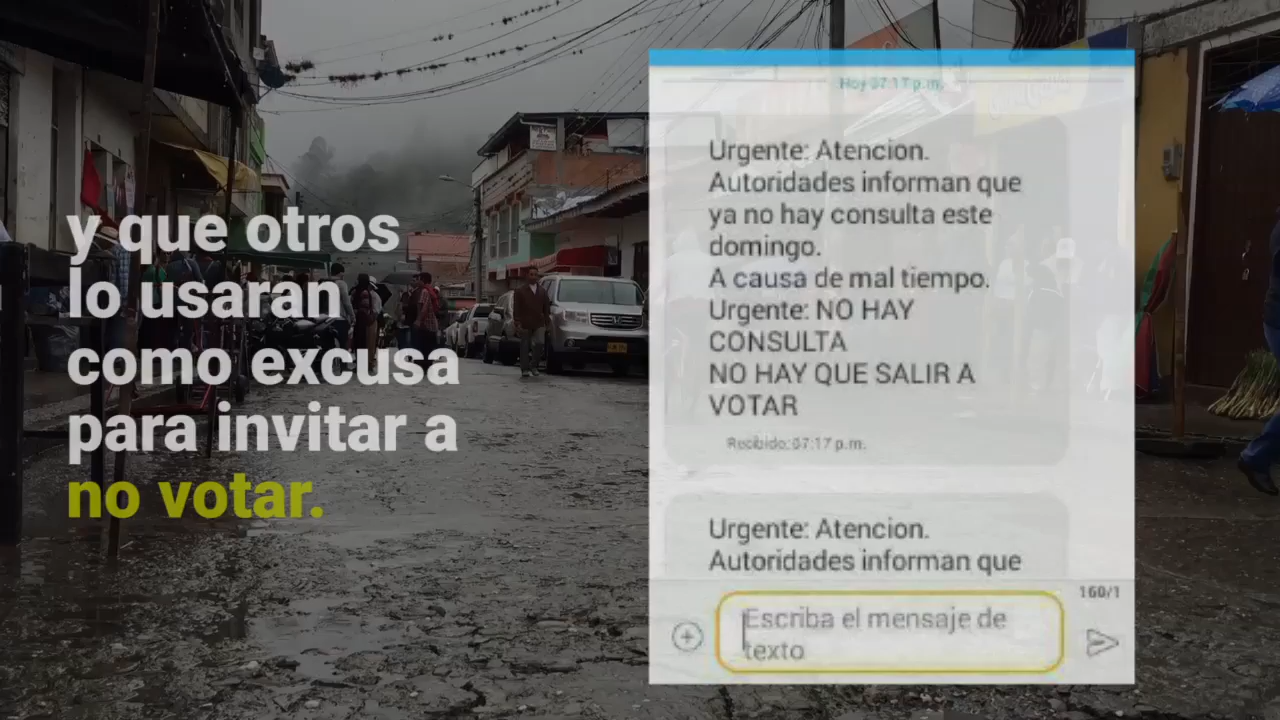 y que otros
lo usaran
como excusa
para invitar a
no votar.
Hoy 07:17 p.m.
Urgente: Atencion.
Autoridades informan que
ya no hay consulta este
domingo.
A causa de mal tiempo.
Urgente: NO HAY
CONSULTA
NO HAY QUE SALIR A
VOTAR
Recibido: 07:17 p.m.
Urgente: Atencion.
Autoridades informan que
160/1
Escriba el mensaje de
texto